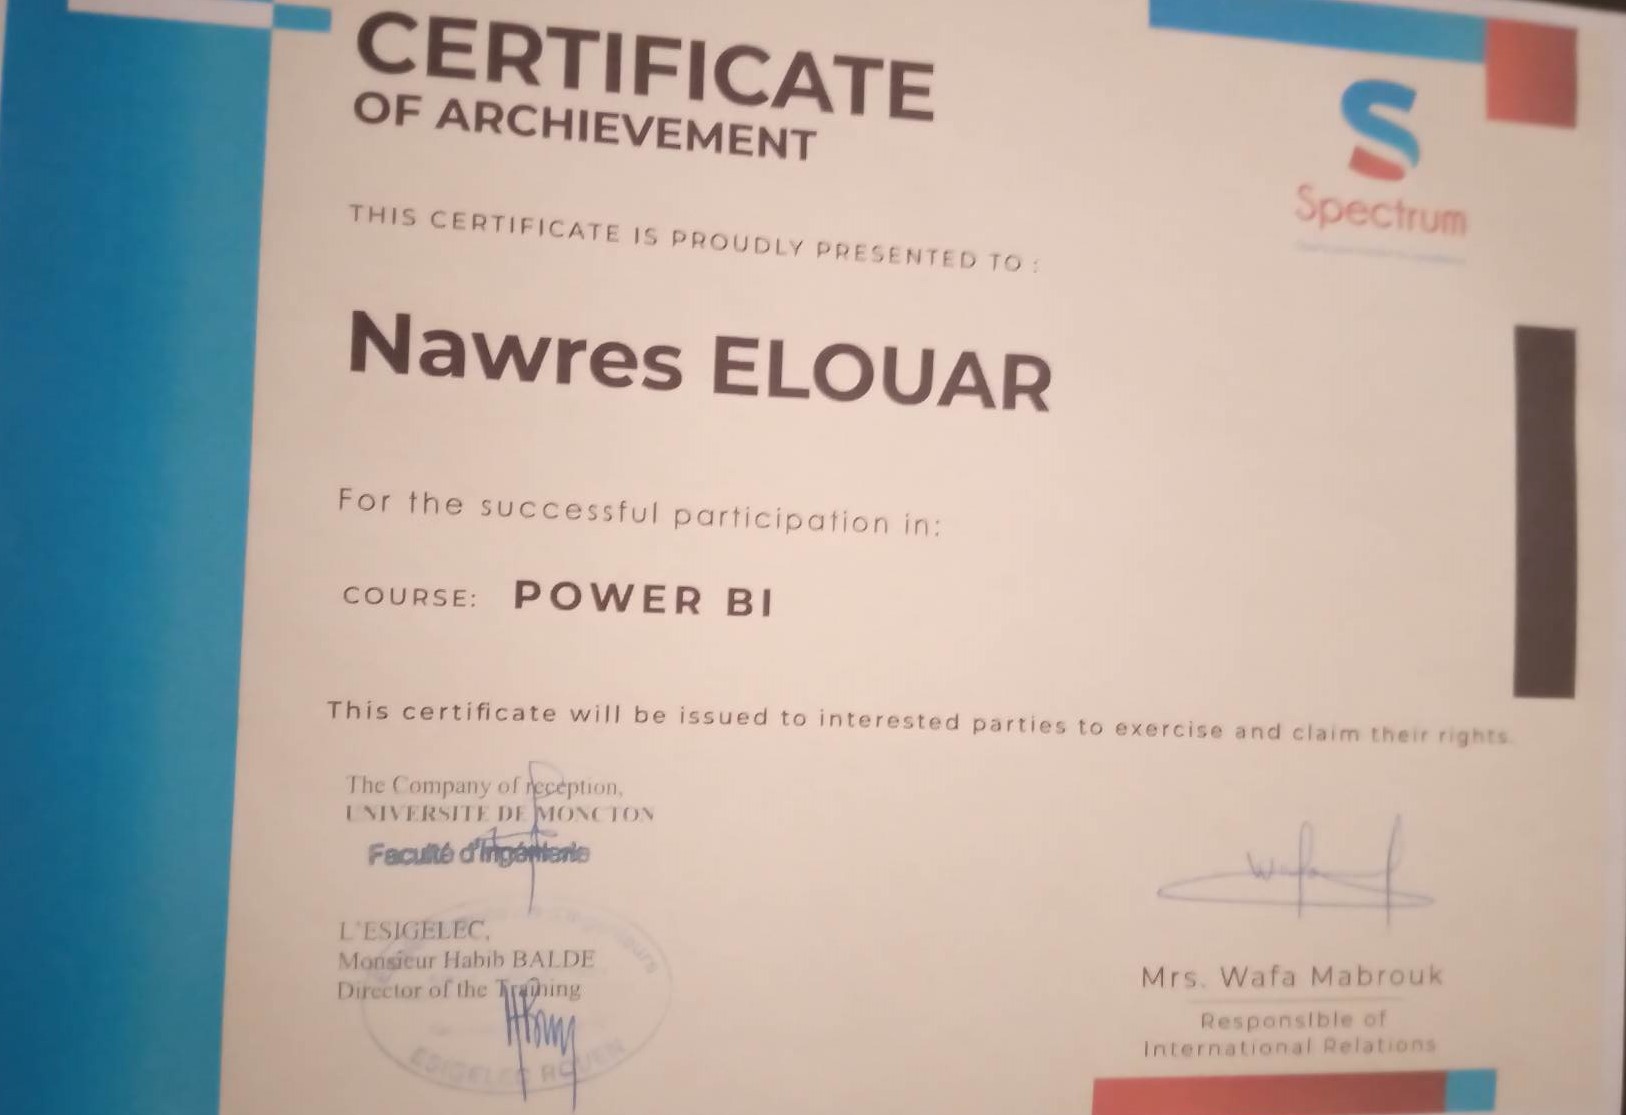 CERTIFICATE
OF ARCHIEVEMENT
Spectrum
THIS CERTIFICATE IS PROUDLY PRESENTED TO :
Nawres ELOUAR
For the successful participation in:
COURSE: POWER BI
This certificate will be issued to interested parties to exercise and claim their rights.
The Company of reception,
UNIVERSITE DE MONCTON
Faculté d'Ingénierie
L'ESIGELEC,
Monsieur Habib BALDE
Director of the Training
ESIGELEC ROUEN
Wafa
Mrs. Wafa Mabrouk
Responsible of
International Relations